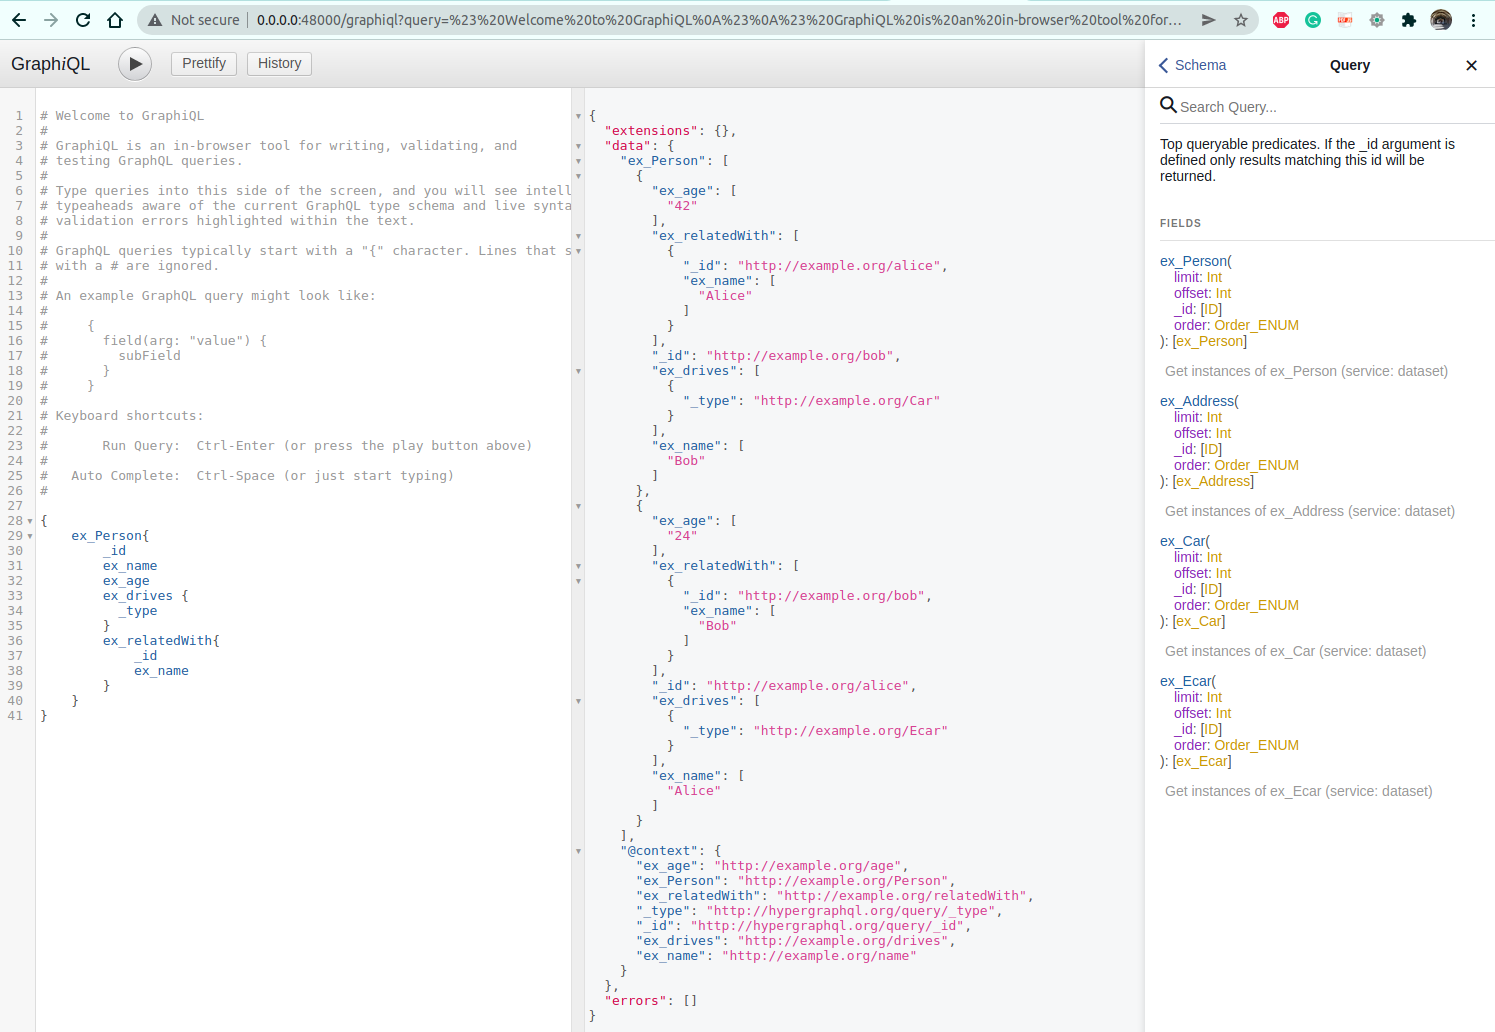 Not secure | 0.0.0.0:48000/graphiql?query=%23%20Welcome%20to%20GraphiQL%0A%23%0A%23%20GraphiQL%20is%20an%20in-browser%20tool%20for...
ABP
GraphiQL
Prettify
History
1 # Welcome to GraphiQL
2 #
3 # GraphiQL is an in-browser tool for writing, validating, and
4 # testing GraphQL queries.
5 #
6 # Type queries into this side of the screen, and you will see intell
7 # typeaheads aware of the current GraphQL type schema and live synta
8 # validation errors highlighted within the text.
9 #
10 # GraphQL queries typically start with a "{" character. Lines that s
11 # with a # are ignored.
12 #
13 # An example GraphQL query might look like:
14 #
15 #     {
16 #       field(arg: "value") {
17 #         subField
18 #       }
19 #     }
20 #
21 # Keyboard shortcuts:
22 #
23 #       Run Query:  Ctrl-Enter (or press the play button above)
24 #
25 #   Auto Complete:  Ctrl-Space (or just start typing)
26 #
27
28 {
29     ex_Person{
30         _id
31         ex_name
32         ex_age
33         ex_drives {
34           _type
35         }
36         ex_relatedWith{
37             _id
38             ex_name
39         }
40     }
41 }
{
  "extensions": {},
  "data": {
    "ex_Person": [
      {
        "ex_age": [
          "42"
        ],
        "ex_relatedWith": [
          {
            "_id": "http://example.org/alice",
            "ex_name": [
              "Alice"
            ]
          }
        ],
        "_id": "http://example.org/bob",
        "ex_drives": [
          {
            "_type": "http://example.org/Car"
          }
        ],
        "ex_name": [
          "Bob"
        ]
      },
      {
        "ex_age": [
          "24"
        ],
        "ex_relatedWith": [
          {
            "_id": "http://example.org/bob",
            "ex_name": [
              "Bob"
            ]
          }
        ],
        "_id": "http://example.org/alice",
        "ex_drives": [
          {
            "_type": "http://example.org/Ecar"
          }
        ],
        "ex_name": [
          "Alice"
        ]
      }
    ],
    "@context": {
      "ex_age": "http://example.org/age",
      "ex_Person": "http://example.org/Person",
      "ex_relatedWith": "http://example.org/relatedWith",
      "_type": "http://hypergraphql.org/query/_type",
      "_id": "http://hypergraphql.org/query/_id",
      "ex_drives": "http://example.org/drives",
      "ex_name": "http://example.org/name"
    }
  },
  "errors": []
}
Schema
Query
Search Query...
Top queryable predicates. If the _id argument is
defined only results matching this id will be
returned.
FIELDS
ex_Person(
limit: Int
offset: Int
_id: [ID]
order: Order_ENUM
): [ex_Person]
Get instances of ex_Person (service: dataset)
ex_Address(
limit: Int
offset: Int
_id: [ID]
order: Order_ENUM
): [ex_Address]
Get instances of ex_Address (service: dataset)
ex_Car(
limit: Int
offset: Int
_id: [ID]
order: Order_ENUM
): [ex_Car]
Get instances of ex_Car (service: dataset)
ex_Ecar(
limit: Int
offset: Int
_id: [ID]
order: Order_ENUM
): [ex_Ecar]
Get instances of ex_Ecar (service: dataset)